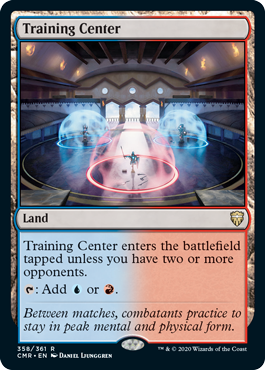 Training Center
Land
Training Center enters the battlefield
tapped unless you have two or more
opponents.
: Add or .
Between matches, combatants practice to
stay in peak mental and physical form.
358/361 R
CMR • EN Daniel Ljunggren
™ & © 2020 Wizards of the Coast